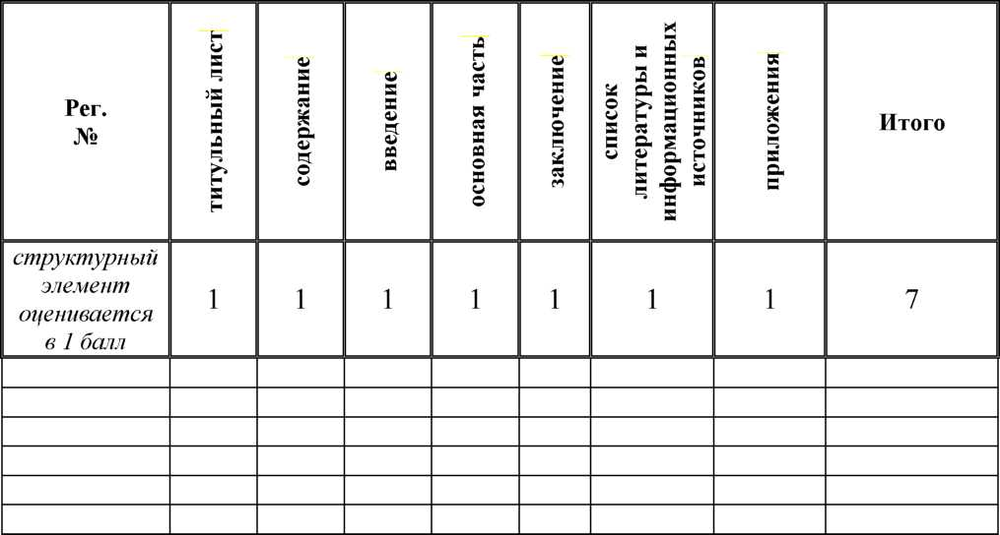 Рег.
№
титульный лист
содержание
введение
основная часть
заключение
список
литературы и
информационных
источников
приложения
Итого
структурный
элемент
оценивается
в 1 балл
1
1
1
1
1
1
1
7